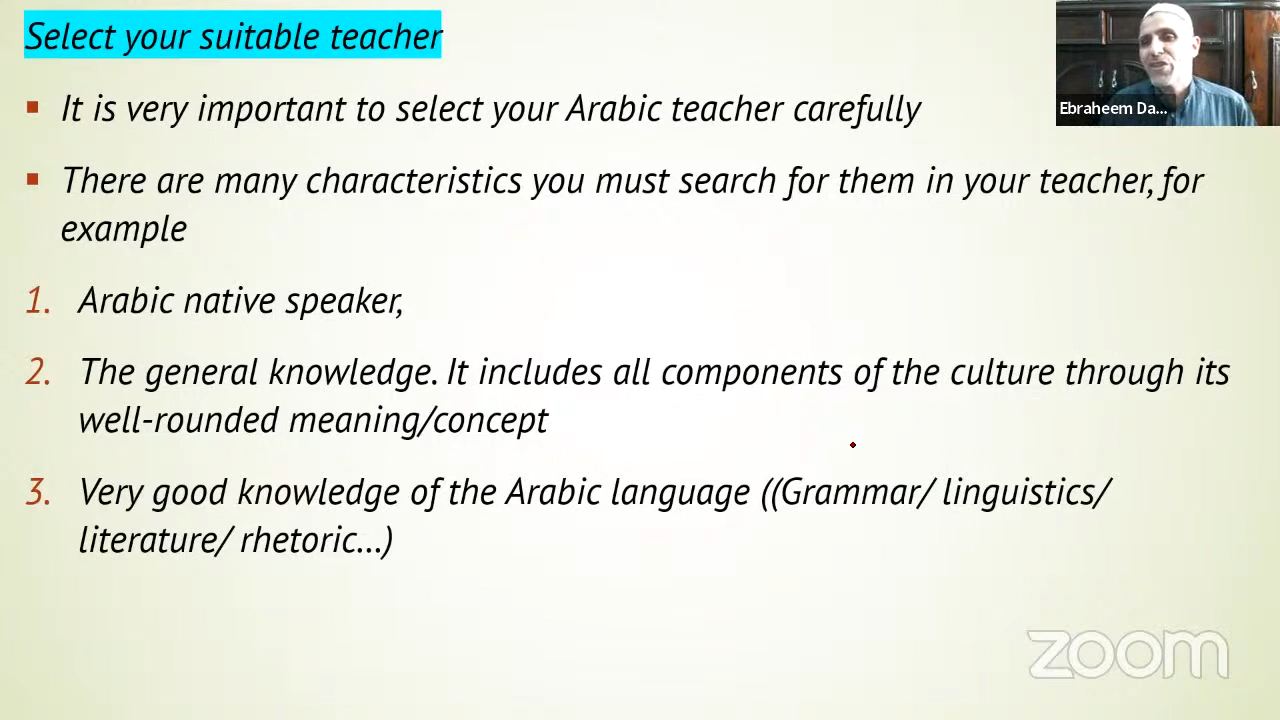 Select your suitable teacher
Ebraheem Da...
▪ It is very important to select your Arabic teacher carefully
▪ There are many characteristics you must search for them in your teacher, for
example
1. Arabic native speaker,
2. The general knowledge. It includes all components of the culture through its
well-rounded meaning/concept
3. Very good knowledge of the Arabic language ((Grammar/ linguistics/
literature/ rhetoric...)
zoom